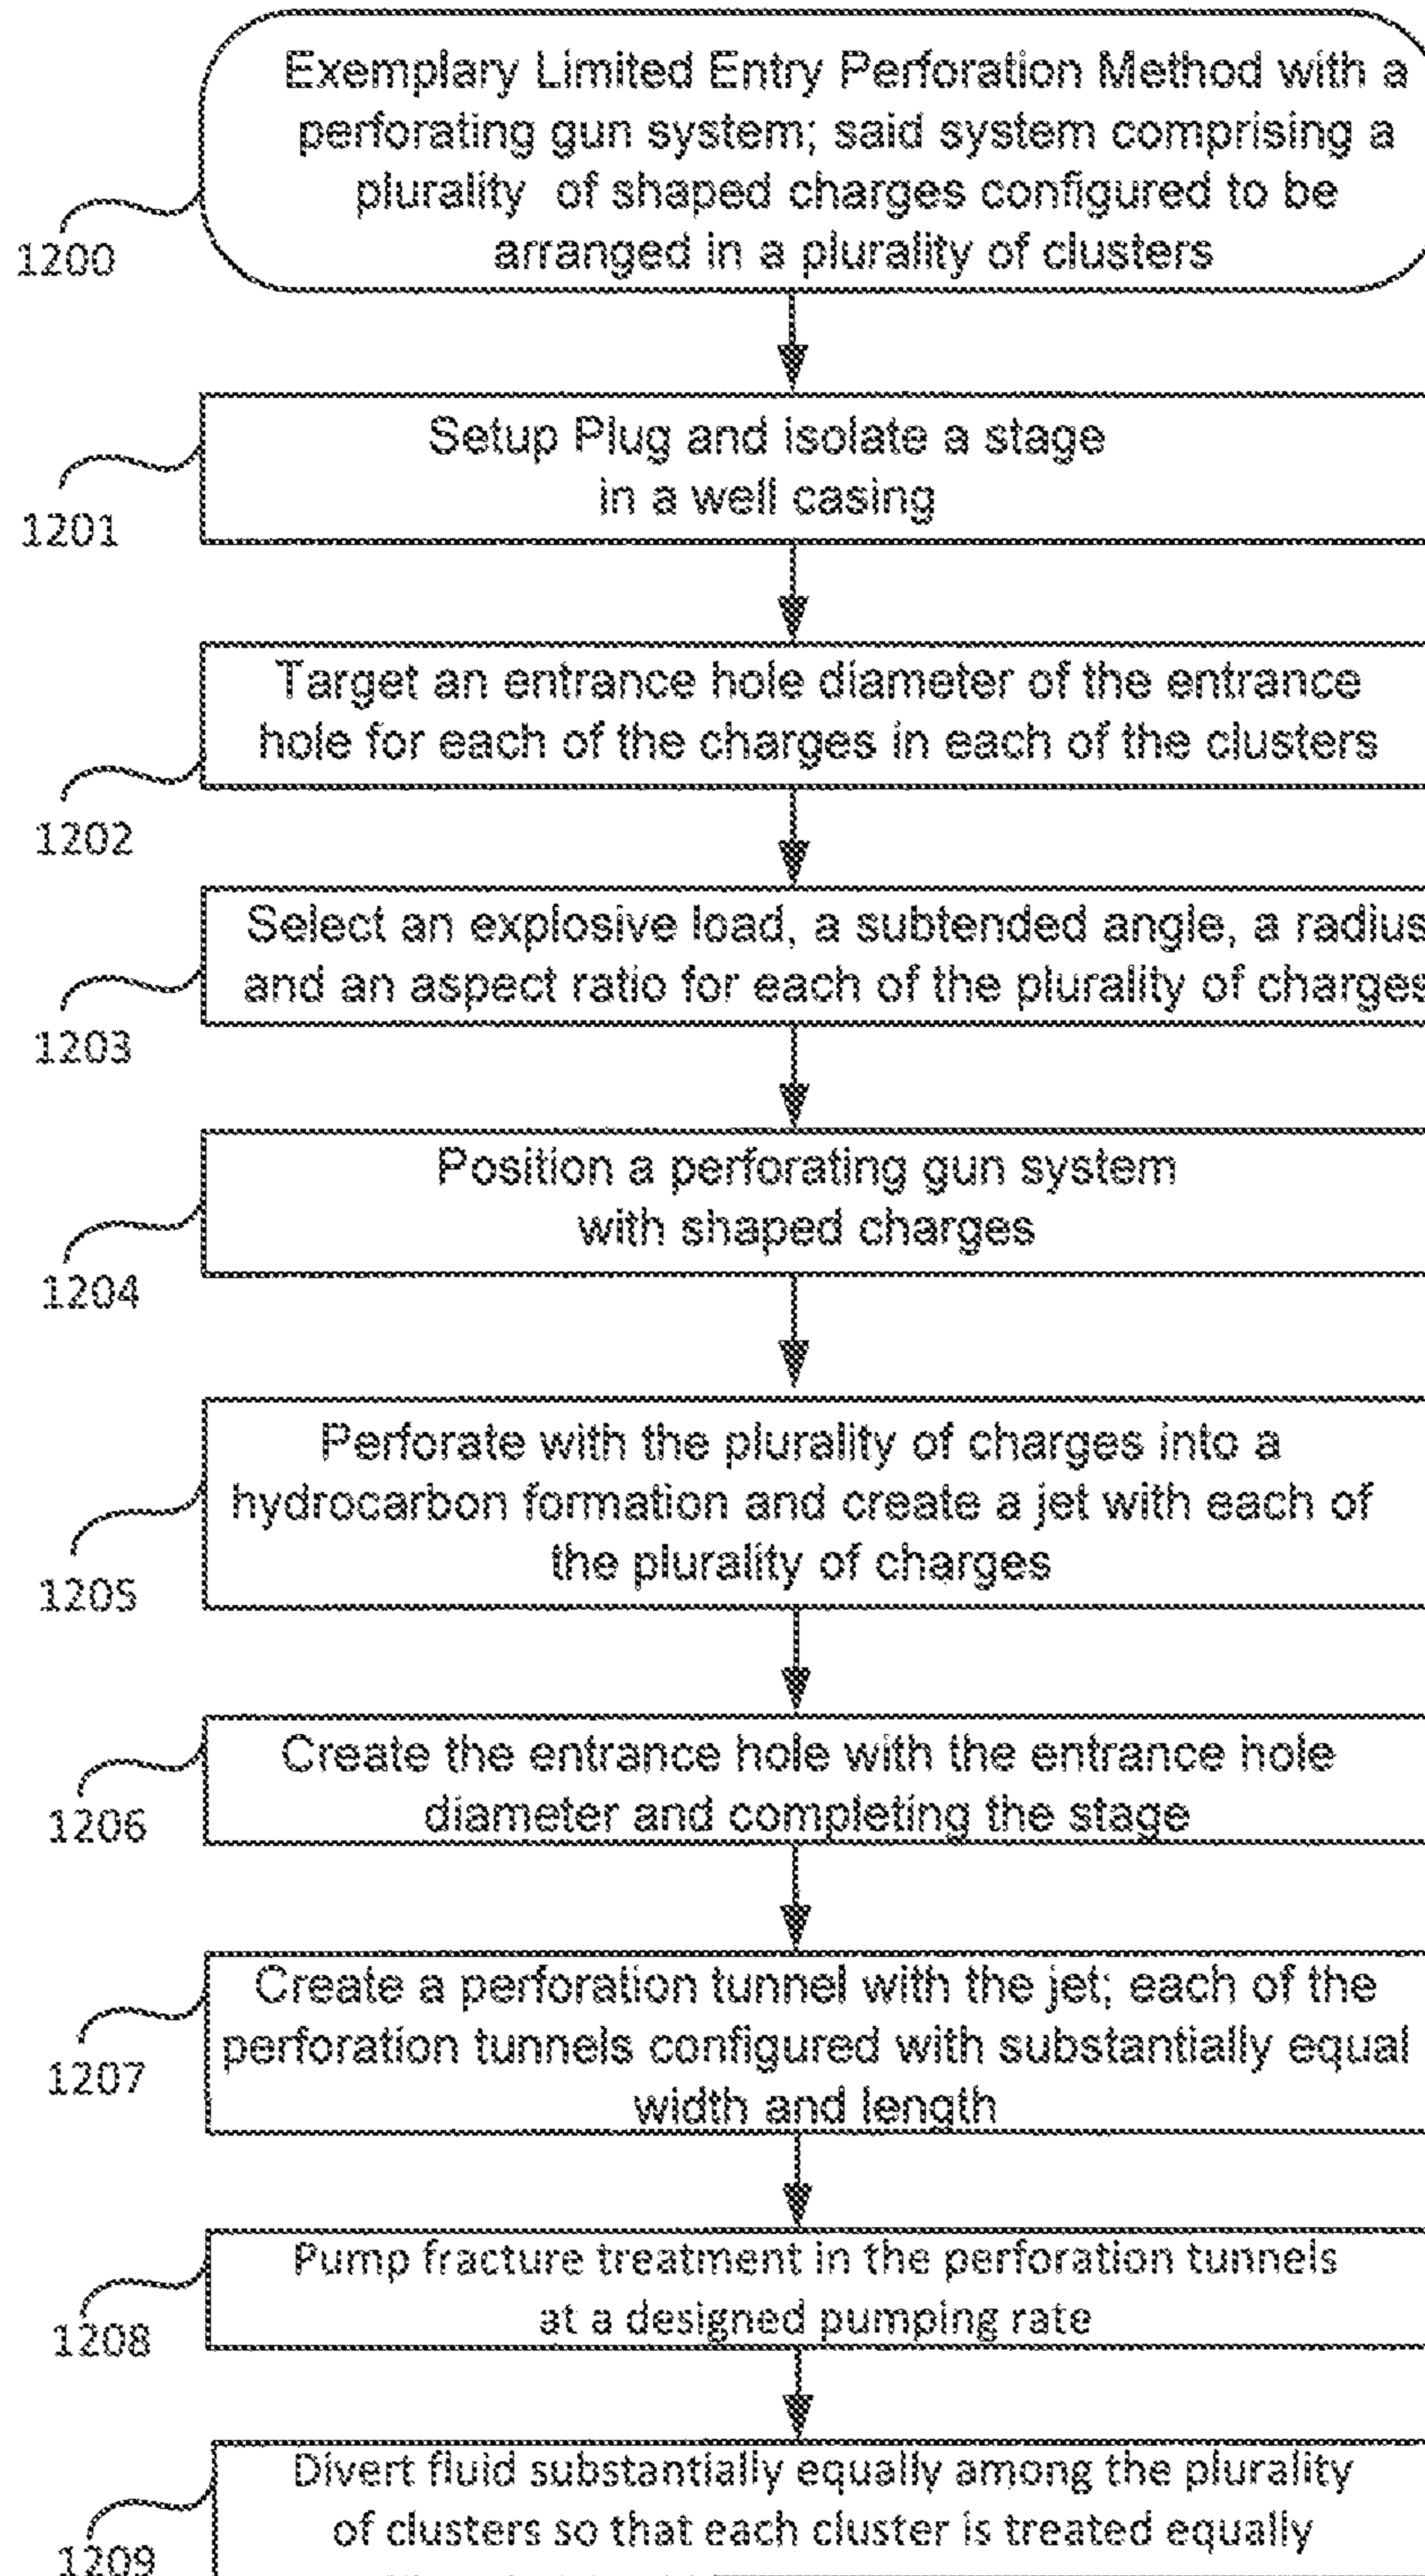 Exemplary Limited Entry Perforation Method with a
perforating gun system; said system comprising a
plurality of shaped charges configured to be
arranged in a plurality of clusters
1200
Setup Plug and isolate a stage
in a well casing
1201
Target an entrance hole diameter of the entrance
hole for each of the charges in each of the clusters
1202
Select an explosive load, a subtended angle, a radius
and an aspect ratio for each of the plurality of charges
1203
Position a perforating gun system
with shaped charges
1204
Perforate with the plurality of charges into a
hydrocarbon formation and create a jet with each of
the plurality of charges
1205
Create the entrance hole with the entrance hole
diameter and completing the stage
1206
Create a perforation tunnel with the jet; each of the
perforation tunnels configured with substantially equal
width and length
1207
Pump fracture treatment in the perforation tunnels
at a designed pumping rate
1208
Divert fluid substantially equally among the plurality
of clusters so that each cluster is treated equally
1209